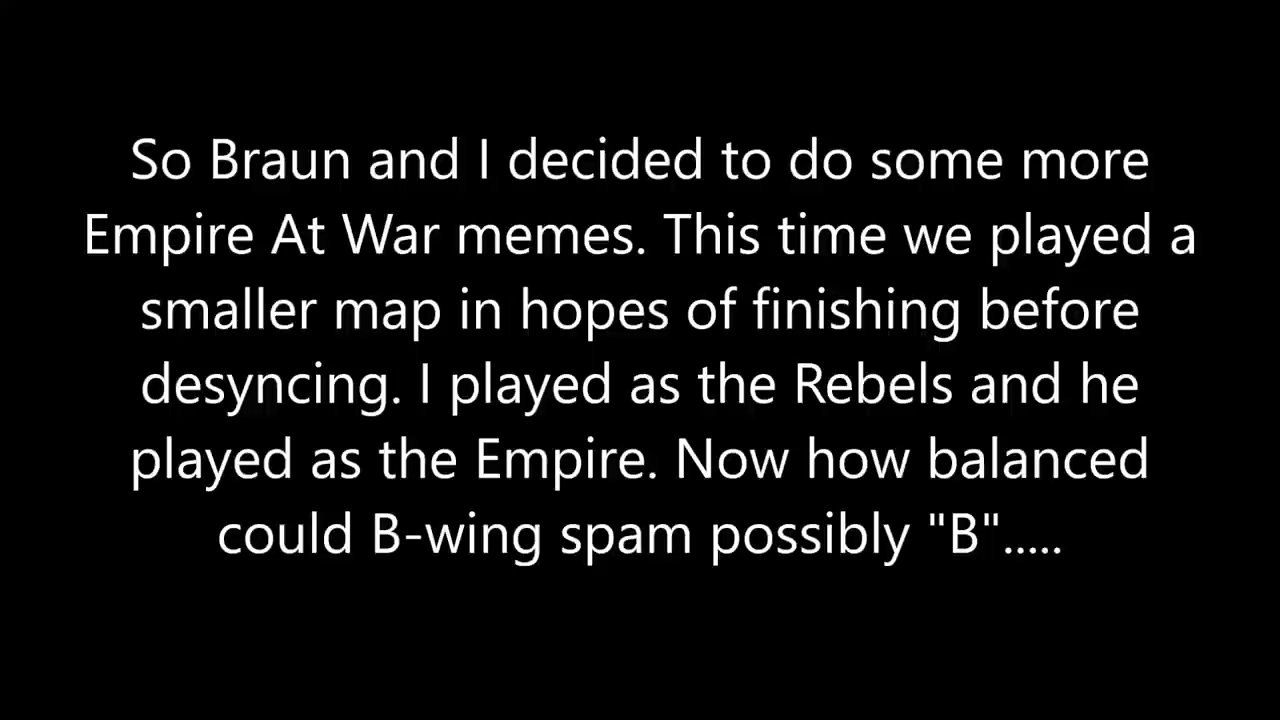 So Braun and I decided to do some more
Empire At War memes. This time we played a
smaller map in hopes of finishing before
desyncing. I played as the Rebels and he
played as the Empire. Now how balanced
could B-wing spam possibly "B".....